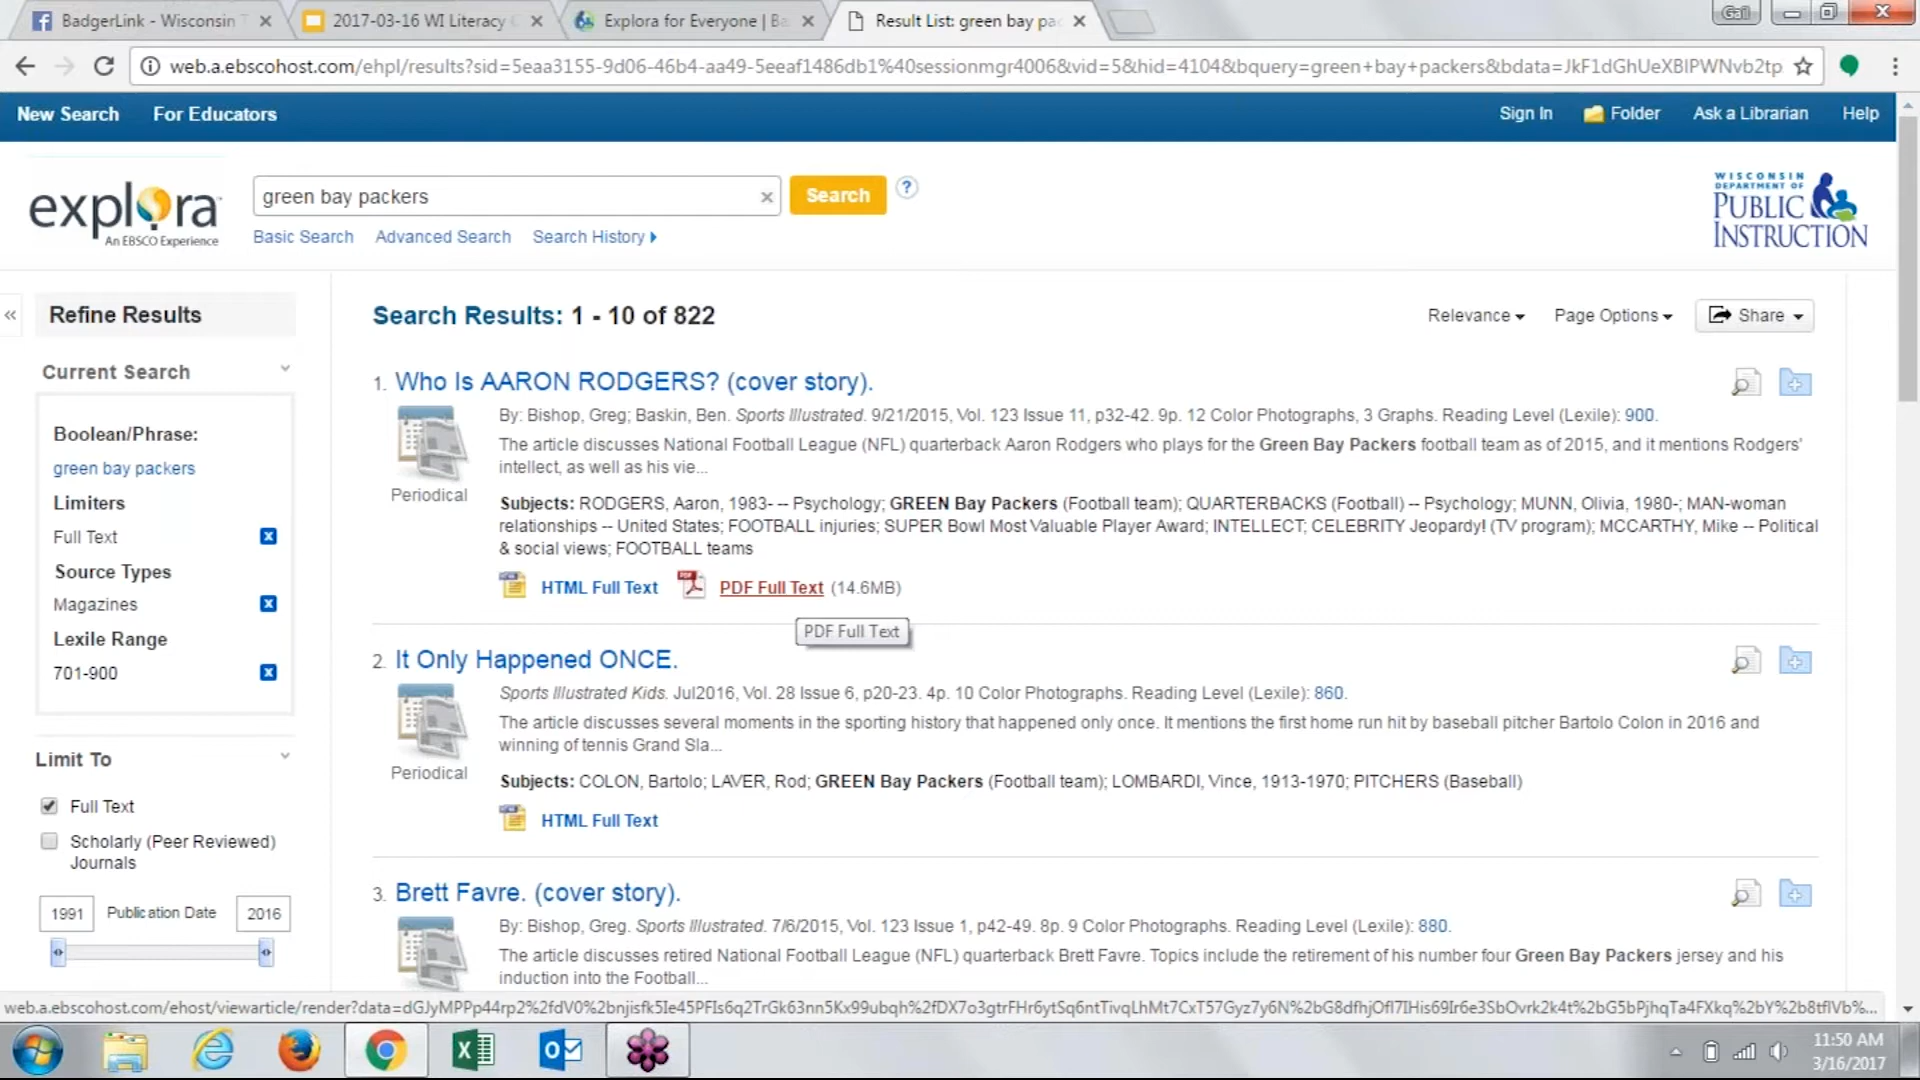 BadgerLink - Wisconsin
2017-03-16 WI Literacy
Explora for Everyone | Ba
Result List: green bay pac
Gail
web.a.ebscohost.com/ehpl/results?sid=5eaa3155-9d06-46b4-aa49-5eeaf1486db1%40sessionmgr4006&vid=5&hid=4104&bquery=green+bay+packers&bdata=JkF1dGhUeXBlPWNvb2tp
New Search
For Educators
Sign In
Folder
Ask a Librarian
Help
explora
An EBSCO Experience
green bay packers
Search
?
Basic Search
Advanced Search
Search History
WISCONSIN
DEPARTMENT OF
PUBLIC
INSTRUCTION
Refine Results
Search Results: 1 - 10 of 822
Relevance
Page Options
Share
Current Search
Boolean/Phrase:
green bay packers
Limiters
Full Text
Source Types
Magazines
Lexile Range
701-900
Limit To
Full Text
Scholarly (Peer Reviewed)
Journals
1991
Publication Date
2016
1. Who Is AARON RODGERS? (cover story).
By: Bishop, Greg; Baskin, Ben. Sports Illustrated. 9/21/2015, Vol. 123 Issue 11, p32-42. 9p. 12 Color Photographs, 3 Graphs. Reading Level (Lexile): 900.
The article discusses National Football League (NFL) quarterback Aaron Rodgers who plays for the Green Bay Packers football team as of 2015, and it mentions Rodgers'
intellect, as well as his vie...
Periodical
Subjects: RODGERS, Aaron, 1983- -- Psychology; GREEN Bay Packers (Football team); QUARTERBACKS (Football) -- Psychology; MUNN, Olivia, 1980-; MAN-woman
relationships -- United States; FOOTBALL injuries; SUPER Bowl Most Valuable Player Award; INTELLECT; CELEBRITY Jeopardy! (TV program); MCCARTHY, Mike -- Political
& social views; FOOTBALL teams
HTML Full Text
PDF Full Text (14.6MB)
PDF Full Text
2. It Only Happened ONCE.
Sports Illustrated Kids. Jul2016, Vol. 28 Issue 6, p20-23. 4p. 10 Color Photographs. Reading Level (Lexile): 860.
The article discusses several moments in the sporting history that happened only once. It mentions the first home run hit by baseball pitcher Bartolo Colon in 2016 and
winning of tennis Grand Sla...
Periodical
Subjects: COLON, Bartolo; LAVER, Rod; GREEN Bay Packers (Football team); LOMBARDI, Vince, 1913-1970; PITCHERS (Baseball)
HTML Full Text
3. Brett Favre. (cover story).
By: Bishop, Greg. Sports Illustrated. 7/6/2015, Vol. 123 Issue 1, p42-49. 8p. 9 Color Photographs. Reading Level (Lexile): 880.
The article discusses retired National Football League (NFL) quarterback Brett Favre. Topics include the retirement of his number four Green Bay Packers jersey and his
induction into the Football...
11:50 AM
3/16/2017